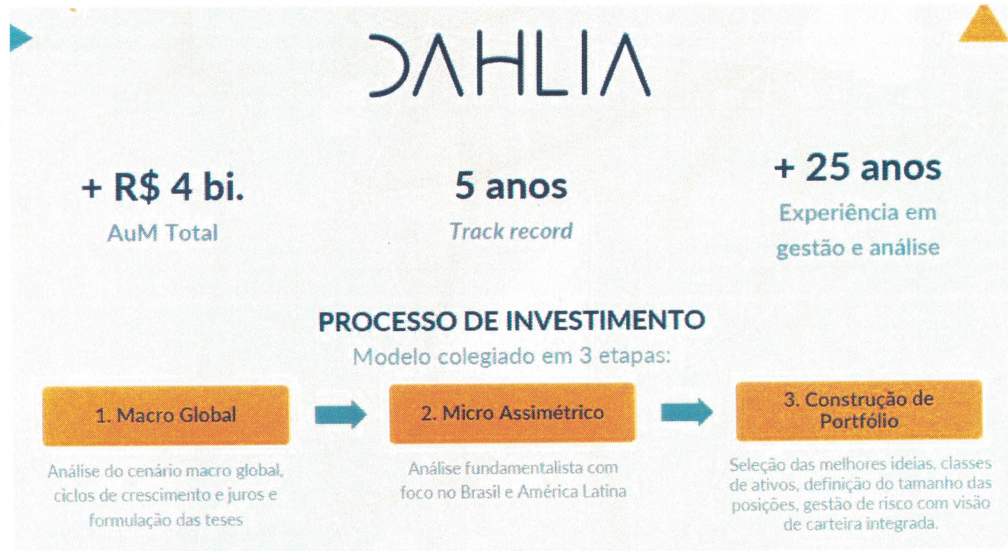 DAHLIA
+ R$ 4 bi.
AuM Total
5 anos
Track record
+ 25 anos
Experiência em
gestão e análise
PROCESSO DE INVESTIMENTO
Modelo colegiado em 3 etapas:
1. Macro Global
Análise do cenário macro global,
ciclos de crescimento e juros e
formulação das teses
2. Micro Assimétrico
Análise fundamentalista com
foco no Brasil e América Latina
3. Construção de
Portfólio
Seleção das melhores ideias, classes
de ativos, definição do tamanho das
posições, gestão de risco com visão
de carteira integrada.